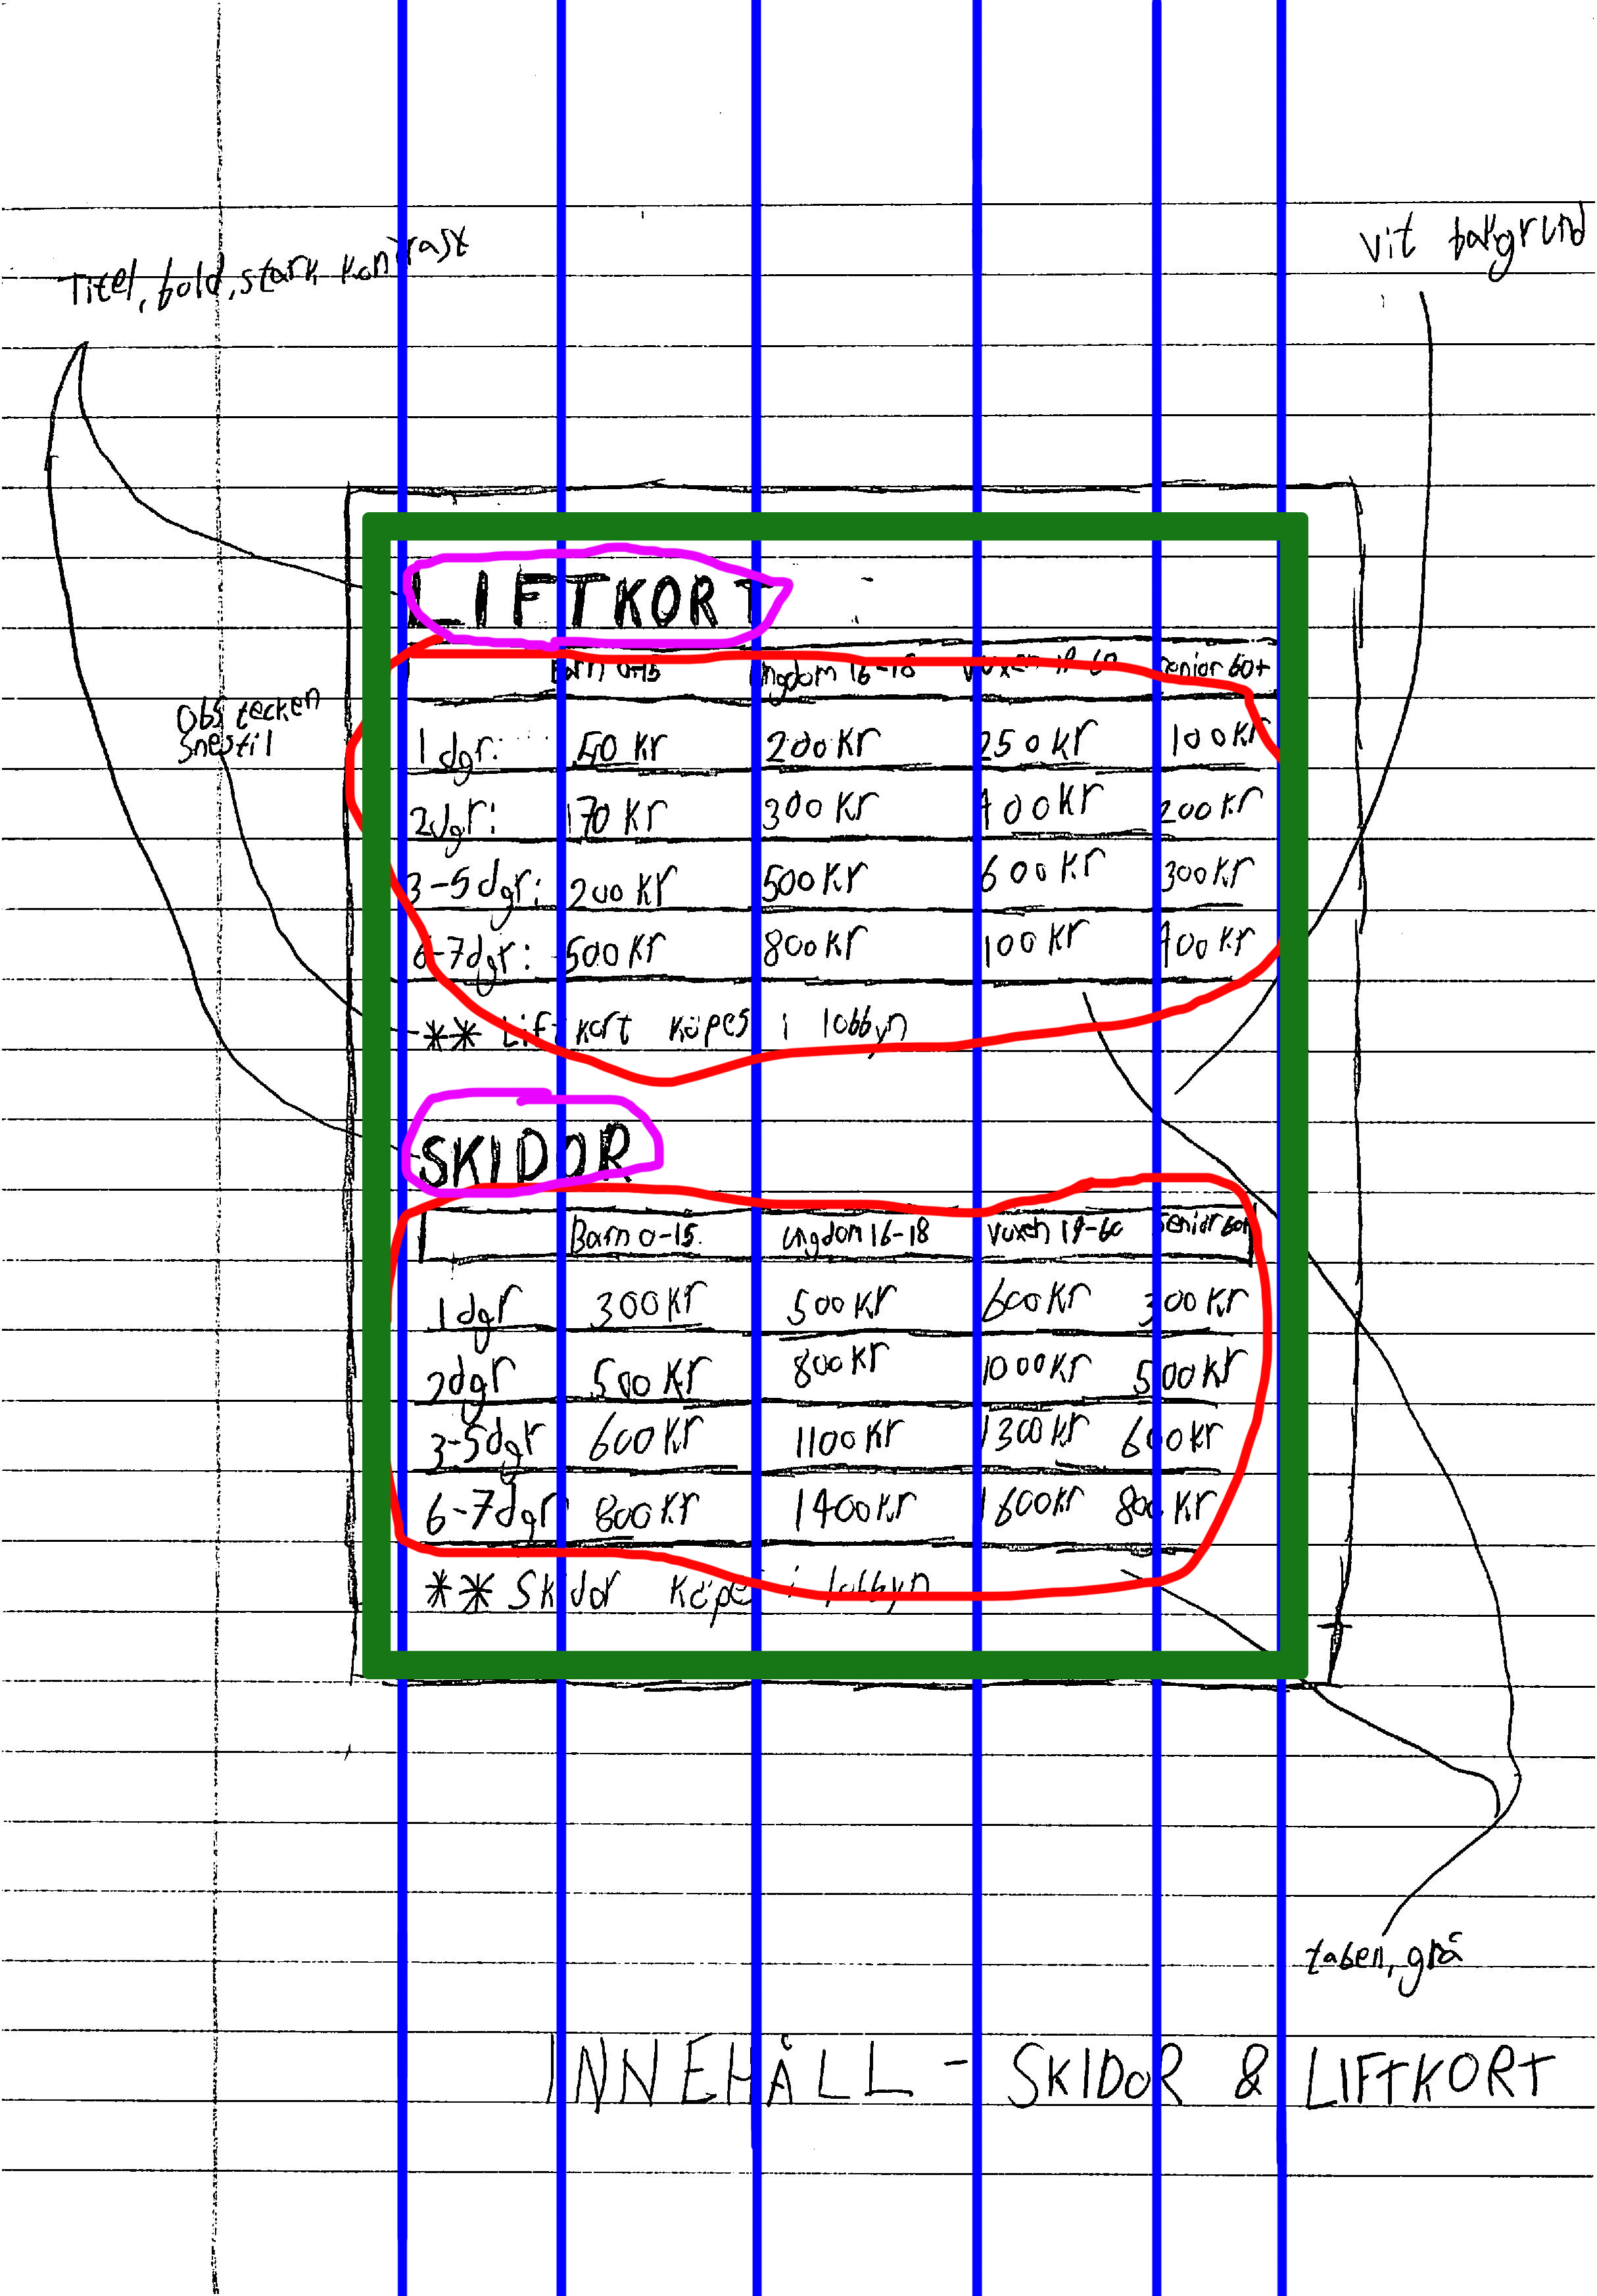 Titel, bold, stark kontrast
vit bakgrund
LIFTKORT
Barn 0-15 ungdom 16-18 vuxen 19-60 senior 60+
Obs tecken
Snestil
1 dgr: 50 kr 200 kr 250 kr 100 kr
2 dgr: 170 kr 300 kr 400 kr 200 kr
3-5 dgr: 200 kr 500 kr 600 kr 300 kr
6-7 dgr: 500 kr 800 kr 100 kr 400 kr
** Liftkort köpes i lobbyn
SKIDOR
Barn 0-15. ungdom 16-18 vuxen 19-60 senior 60+
1 dgr 300 kr 500 kr 600 kr 300 kr
2 dgr 500 kr 800 kr 1000 kr 500 kr
3-5 dgr 600 kr 1100 kr 1300 kr 600 kr
6-7 dgr 800 kr 1400 kr 1600 kr 800 kr
** Skidor köpes i lobbyn
grå
INNEHÅLL - SKIDOR & LIFTKORT